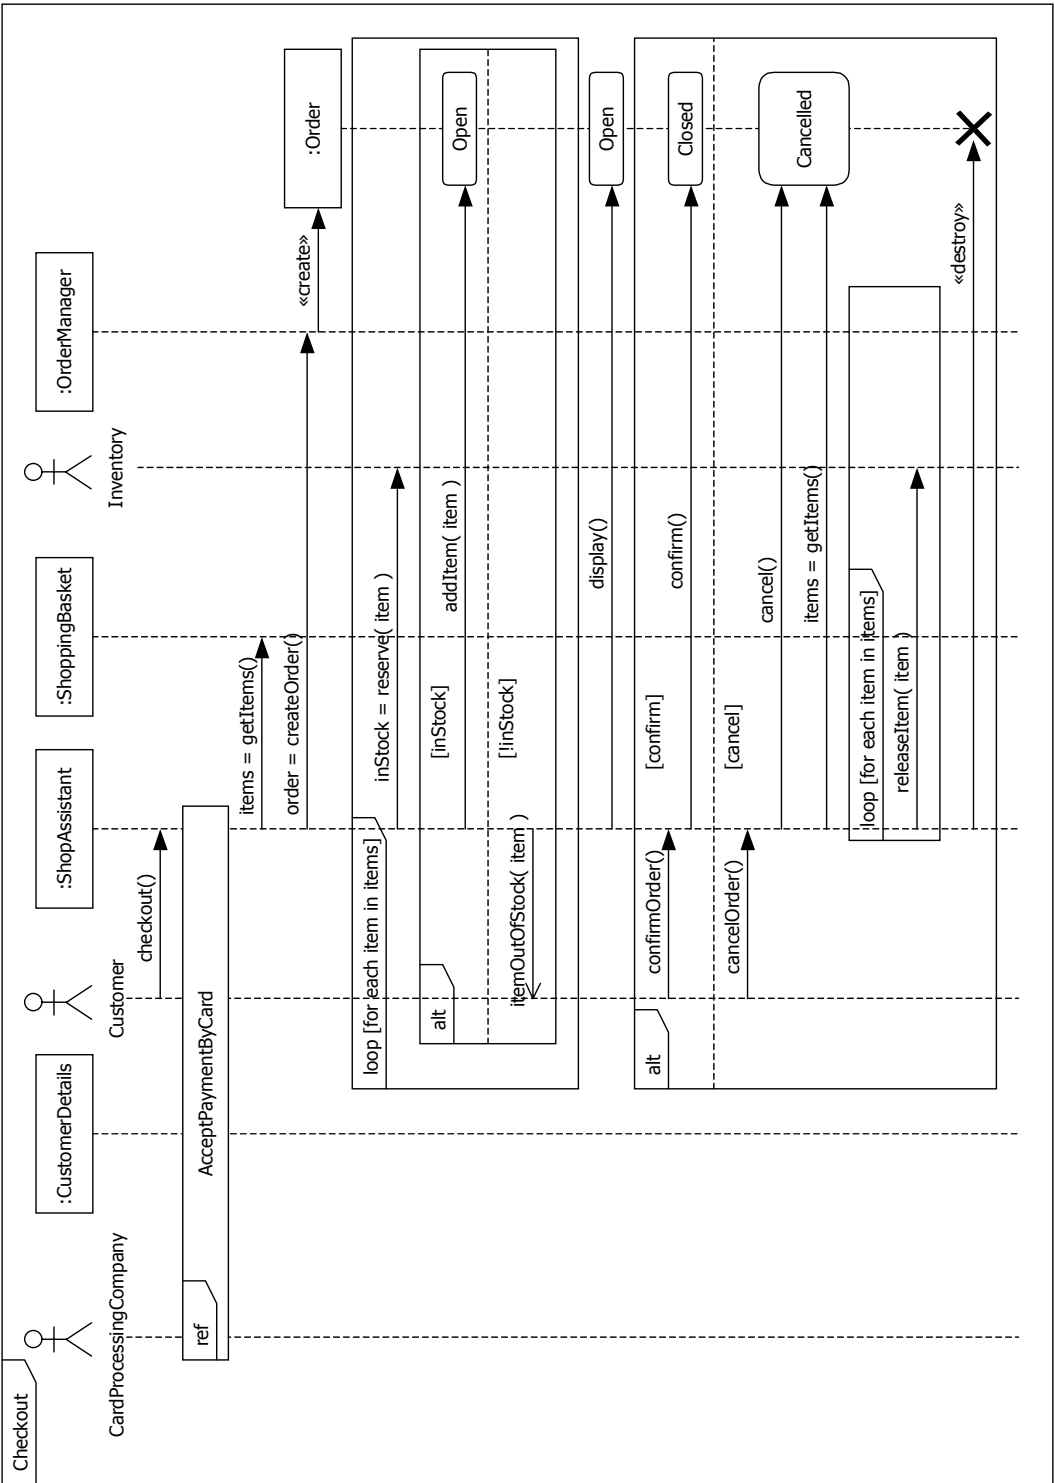 Checkout
CardProcessingCompany
:CustomerDetails
Customer
:ShopAssistant
:ShoppingBasket
Inventory
:OrderManager
checkout()
ref
AcceptPaymentByCard
items = getItems()
order = createOrder()
«create»
:Order
loop [for each item in items]
inStock = reserve( item )
alt
[inStock]
addItem( item )
Open
[!inStock]
itemOutOfStock( item )
display()
Open
alt
[confirm]
confirmOrder()
confirm()
Closed
[cancel]
cancelOrder()
cancel()
Cancelled
items = getItems()
loop [for each item in items]
releaseItem( item )
«destroy»